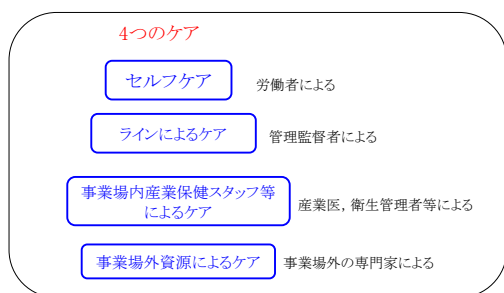 4つのケア
セルフケア 労働者による
ラインによるケア 管理監督者による
事業場内産業保健スタッフ等
によるケア 産業医,衛生管理者等による
事業場外資源によるケア 事業場外の専門家による